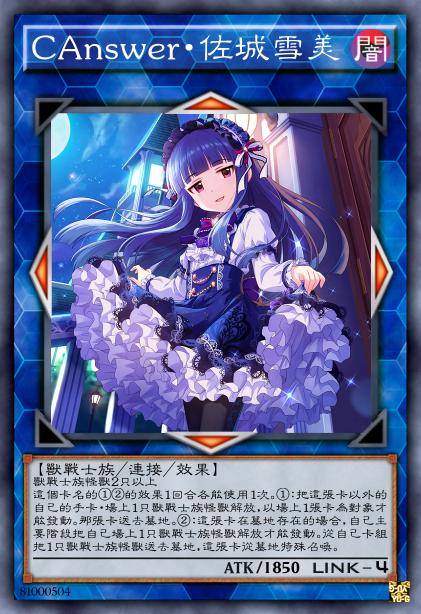 CAnswer・佐城雪美 闇
【獸戰士族／連接／效果】
獸戰士族怪獸2只以上
這個卡名的①②的效果1回合各能使用1次。①:把這張卡以外的
自己的手卡·場上1只獸戰士族怪獸解放，以場上1張卡為對象才
能發動。那張卡送去墓地。②:這張卡在墓地存在的場合，自己主
要階段把自己場上1只獸戰士族怪獸解放才能發動。從自己卡組
把1只獸戰士族怪獸送去墓地，這張卡從墓地特殊召喚。
ATK/1850 LINK-4
81000504